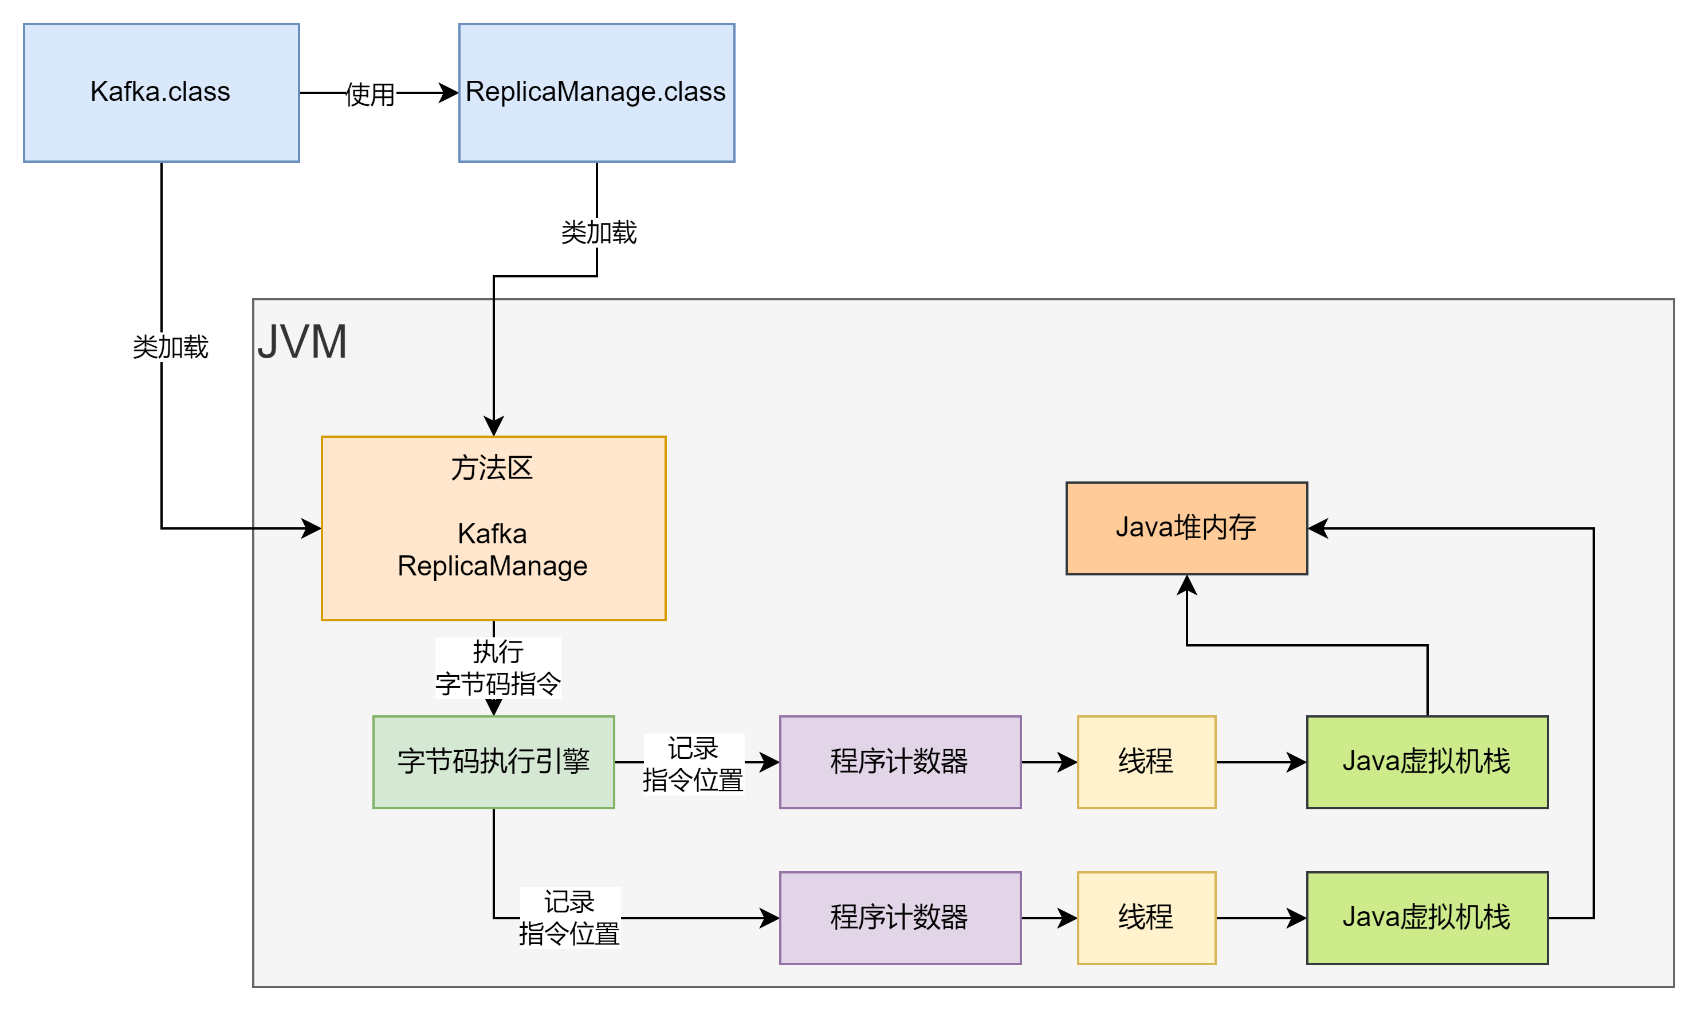 Kafka.class
使用
ReplicaManage.class
类加载
类加载
JVM
方法区
Kafka
ReplicaManage
Java堆内存
执行
字节码指令
字节码执行引擎
记录
指令位置
程序计数器
线程
Java虚拟机栈
记录
指令位置
程序计数器
线程
Java虚拟机栈